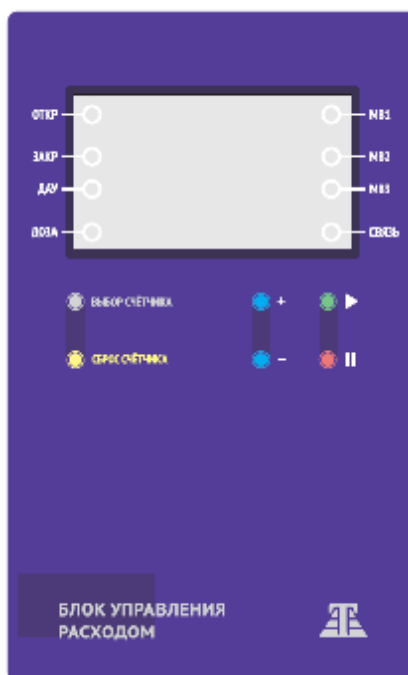 ОТКР
МВ1
ЗАКР
МВ2
ДАУ
МВ3
ДОЗА
СВЯЗЬ
ВЫБОР СЧЁТЧИКА
+
СБРОС СЧЁТЧИКА
−
БЛОК УПРАВЛЕНИЯ
РАСХОДОМ